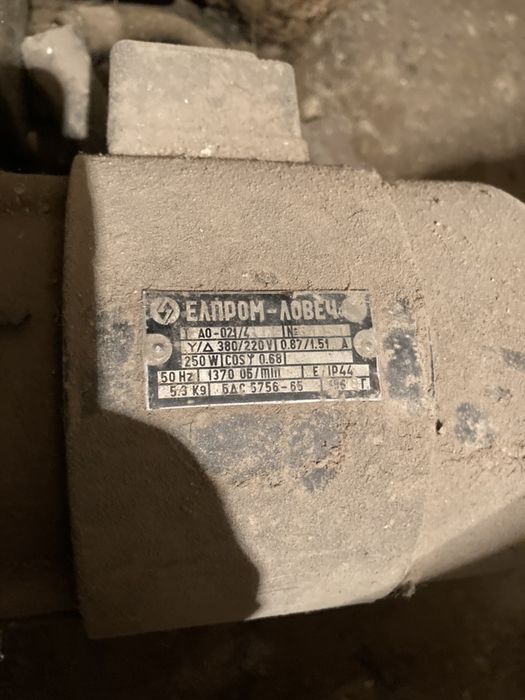 ЕЛПРОМ-ЛОВЕЧ
Т АО-021/4 №
Y/Δ 380/220V 0.87/1.51 A
250 W COS φ 0.68
50 Hz 1370 ОБ/min E IP44
5.3 Kg БДС 5756-65 Г.